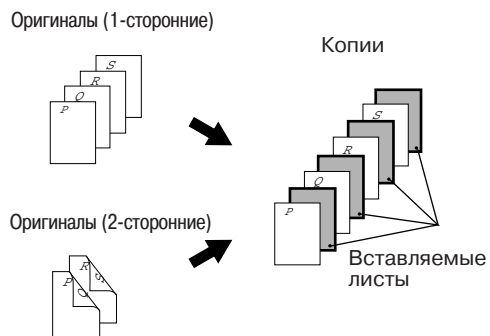 Оригиналы (1-сторонние)
S
R
Q
P
Копии
S
R
Q
P
Оригиналы (2-сторонние)
R
S
P
Q
Вставляемые
листы